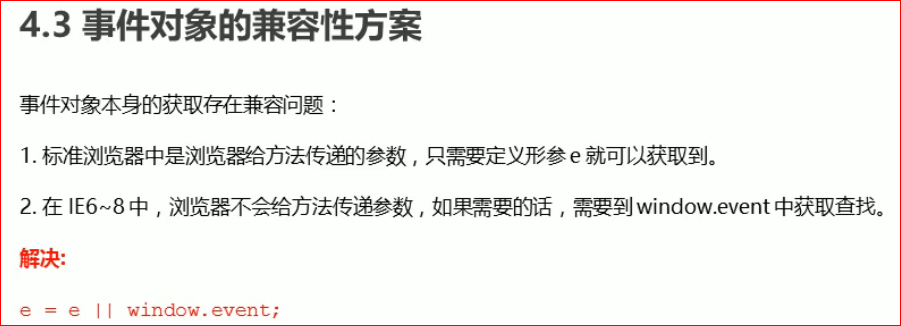 4.3 事件对象的兼容性方案
事件对象本身的获取存在兼容问题：
1. 标准浏览器中是浏览器给方法传递的参数，只需要定义形参 e 就可以获取到。
2. 在 IE6~8 中，浏览器不会给方法传递参数，如果需要的话，需要到 window.event 中获取查找。
解决:
e = e || window.event;